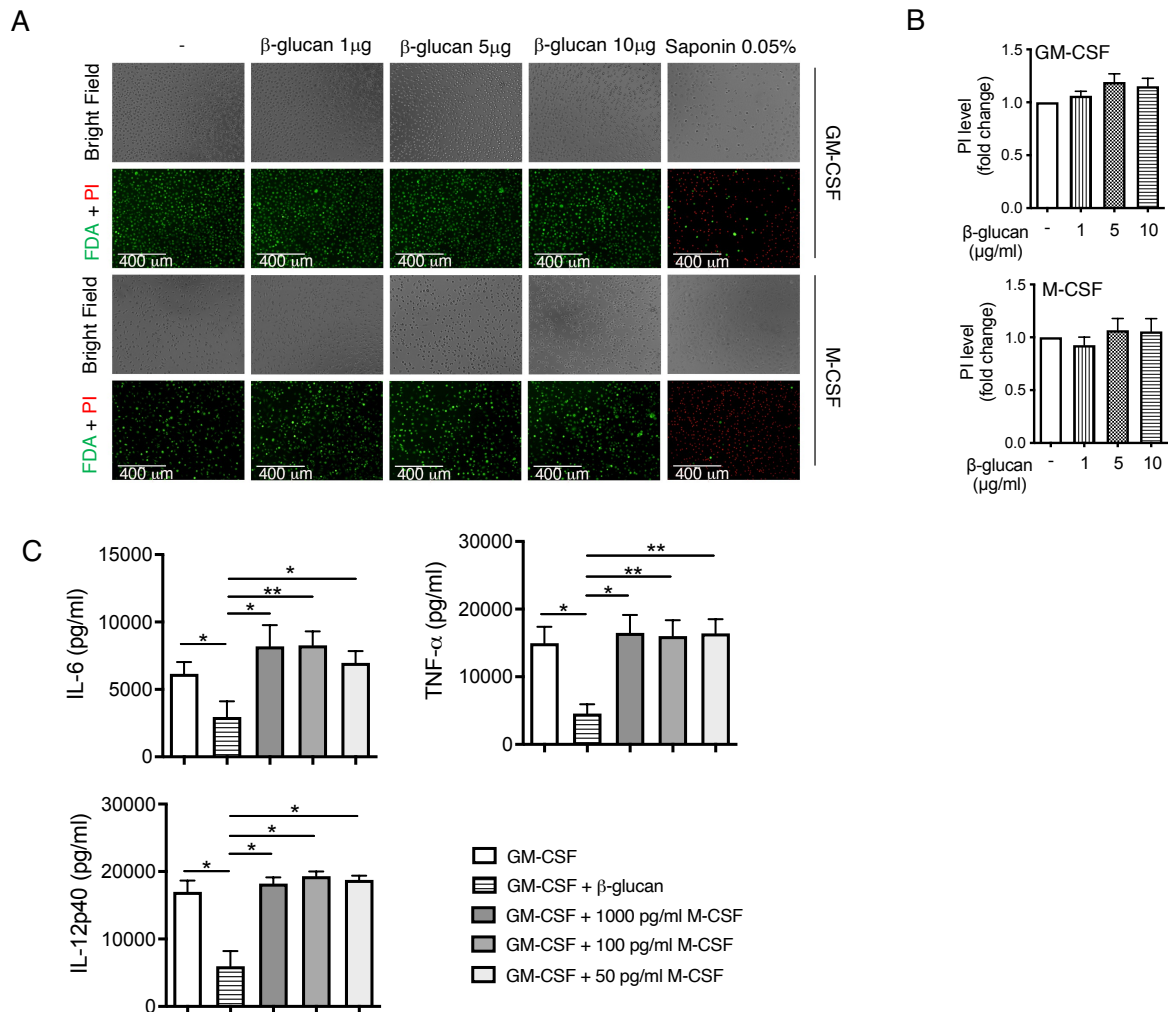 A
- β-glucan 1µg β-glucan 5µg β-glucan 10µg Saponin 0.05%
Bright Field
FDA + PI
400 µm 400 µm 400 µm 400 µm 400 µm
GM-CSF
Bright Field
FDA + PI
400 µm 400 µm 400 µm 400 µm 400 µm
M-CSF
B
GM-CSF
PI level
(fold change)
1.5
1.0
0.5
0.0
β-glucan - 1 5 10
(µg/ml)
M-CSF
PI level
(fold change)
1.5
1.0
0.5
0.0
β-glucan - 1 5 10
(µg/ml)
C
IL-6 (pg/ml)
15000
10000
5000
0
* * ** *
TNF-α (pg/ml)
30000
20000
10000
0
* * ** **
IL-12p40 (pg/ml)
30000
20000
10000
0
* * * *
GM-CSF
GM-CSF + β-glucan
GM-CSF + 1000 pg/ml M-CSF
GM-CSF + 100 pg/ml M-CSF
GM-CSF + 50 pg/ml M-CSF